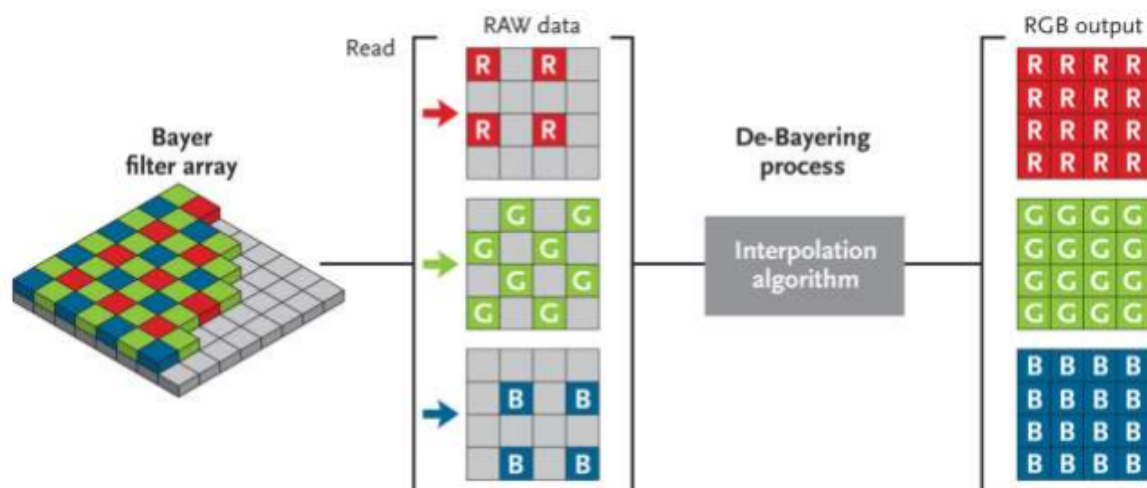 Bayer
filter array
Read
RAW data
R R
R R
G G
G G
G G
G G
B B
B B
De-Bayering
process
Interpolation
algorithm
RGB output
R R R R
R R R R
R R R R
R R R R
G G G G
G G G G
G G G G
G G G G
B B B B
B B B B
B B B B
B B B B